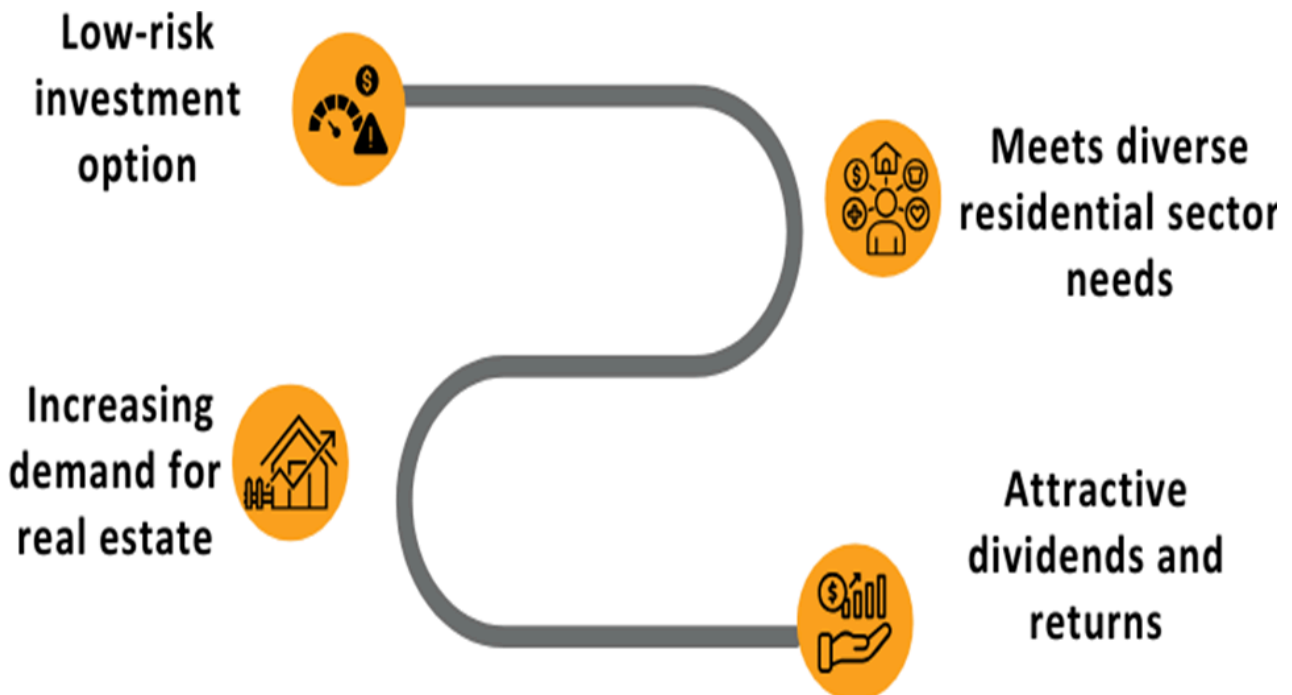 Low-risk
investment
option
Meets diverse
residential sector
needs
Increasing
demand for
real estate
Attractive
dividends and
returns